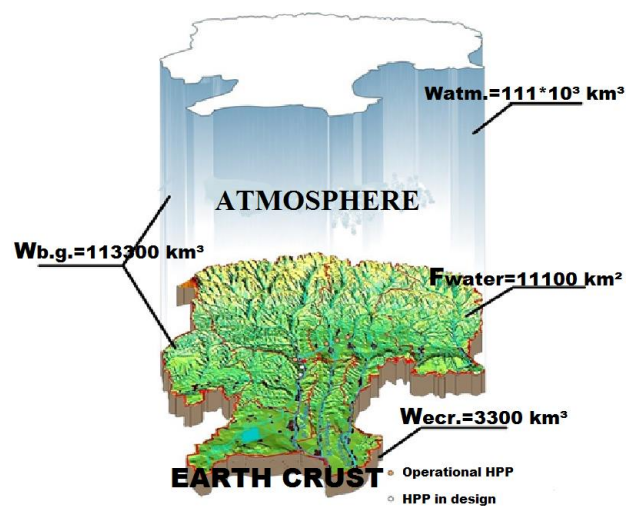 Watm.=111*10³ km³
ATMOSPHERE
Wb.g.=113300 km³
Fwater=11100 km²
Wecr.=3300 km³
EARTH CRUST
Operational HPP
HPP in design